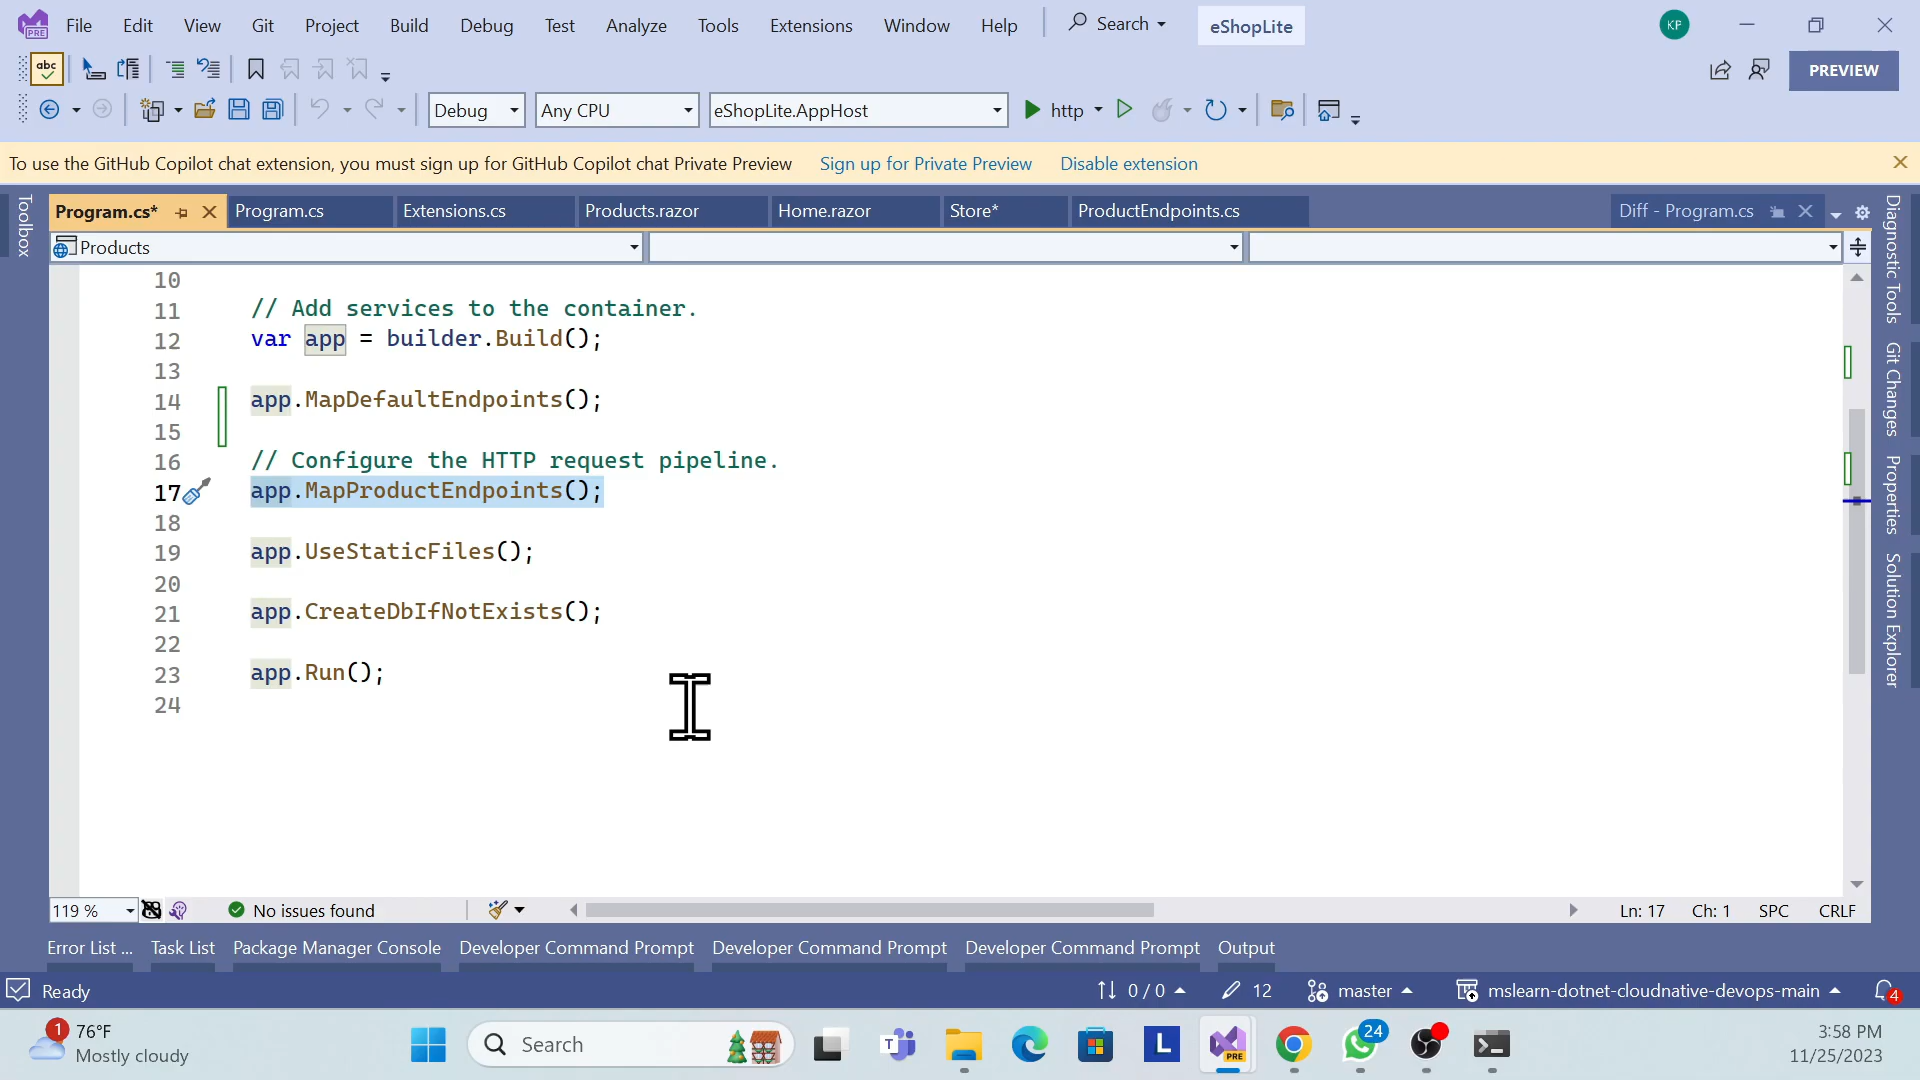 File Edit View Git Project Build Debug Test Analyze Tools Extensions Window Help Search eShopLite KP
PRE
abc
PREVIEW
Debug Any CPU eShopLite.AppHost http
To use the GitHub Copilot chat extension, you must sign up for GitHub Copilot chat Private Preview Sign up for Private Preview Disable extension
Toolbox
Program.cs* Program.cs Extensions.cs Products.razor Home.razor Store* ProductEndpoints.cs Diff - Program.cs
Products
10
11 // Add services to the container.
12 var app = builder.Build();
13
14 app.MapDefaultEndpoints();
15
16 // Configure the HTTP request pipeline.
17 app.MapProductEndpoints();
18
19 app.UseStaticFiles();
20
21 app.CreateDbIfNotExists();
22
23 app.Run();
24
Diagnostic Tools
Git Changes
Properties
Solution Explorer
119 % No issues found Ln: 17 Ch: 1 SPC CRLF
Error List ... Task List Package Manager Console Developer Command Prompt Developer Command Prompt Developer Command Prompt Output
Ready 0 / 0 12 master mslearn-dotnet-cloudnative-devops-main 4
1 76°F
Mostly cloudy
Search
L
PRE
24
3:58 PM
11/25/2023